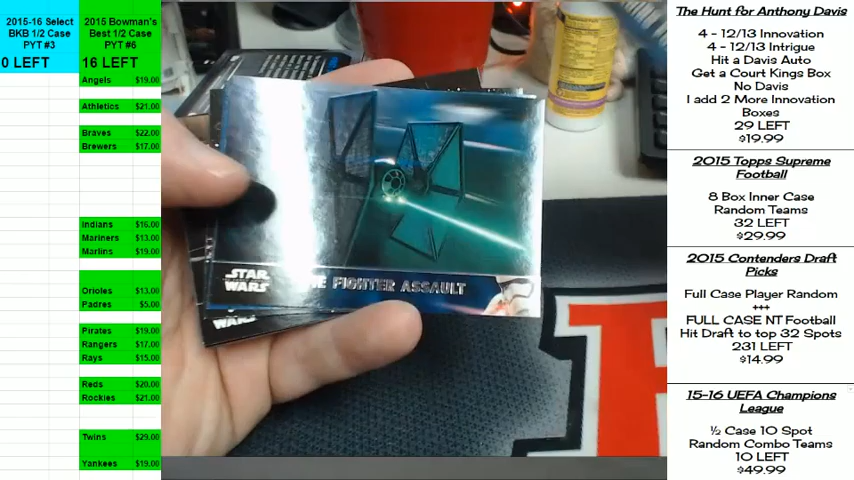 2015-16 Select
BKB 1/2 Case
PYT #3
0 LEFT
2015 Bowman's
Best 1/2 Case
PYT #6
16 LEFT
Angels $19.00
Athletics $21.00
Braves $22.00
Brewers $17.00
Indians $16.00
Mariners $13.00
Marlins $19.00
Orioles $13.00
Padres $5.00
Pirates $19.00
Rangers $17.00
Rays $15.00
Reds $20.00
Rockies $21.00
Twins $29.00
Yankees $19.00
STAR
WARS
FIGHTER ASSAULT
WARS
The Hunt for Anthony Davis
4 - 12/13 Innovation
4 - 12/13 Intrigue
Hit a Davis Auto
Get a Court Kings Box
No Davis
I add 2 More Innovation
Boxes
29 LEFT
$19.99
2015 Topps Supreme
Football
8 Box Inner Case
Random Teams
32 LEFT
$29.99
2015 Contenders Draft
Picks
Full Case Player Random
+++
FULL CASE NT Football
Hit Draft to top 32 Spots
231 LEFT
$14.99
15-16 UEFA Champions
League
½ Case 10 Spot
Random Combo Teams
10 LEFT
$49.99